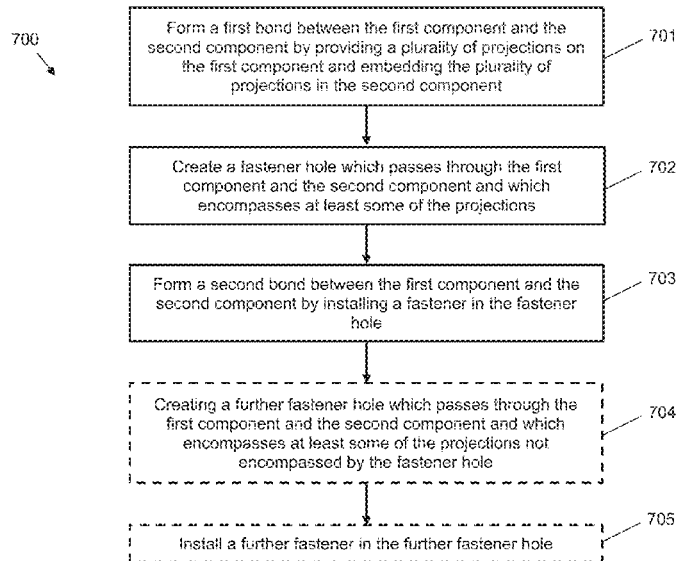 700
Form a first bond between the first component and
the second component by providing a plurality of projections on
the first component and embedding the plurality of
projections in the second component
701
Create a fastener hole which passes through the first
component and the second component and which
encompasses at least some of the projections
702
Form a second bond between the first component and the
second component by installing a fastener in the fastener
hole
703
Creating a further fastener hole which passes through the
first component and the second component and which
encompasses at least some of the projections not
encompassed by the fastener hole
704
Install a further fastener in the further fastener hole
705